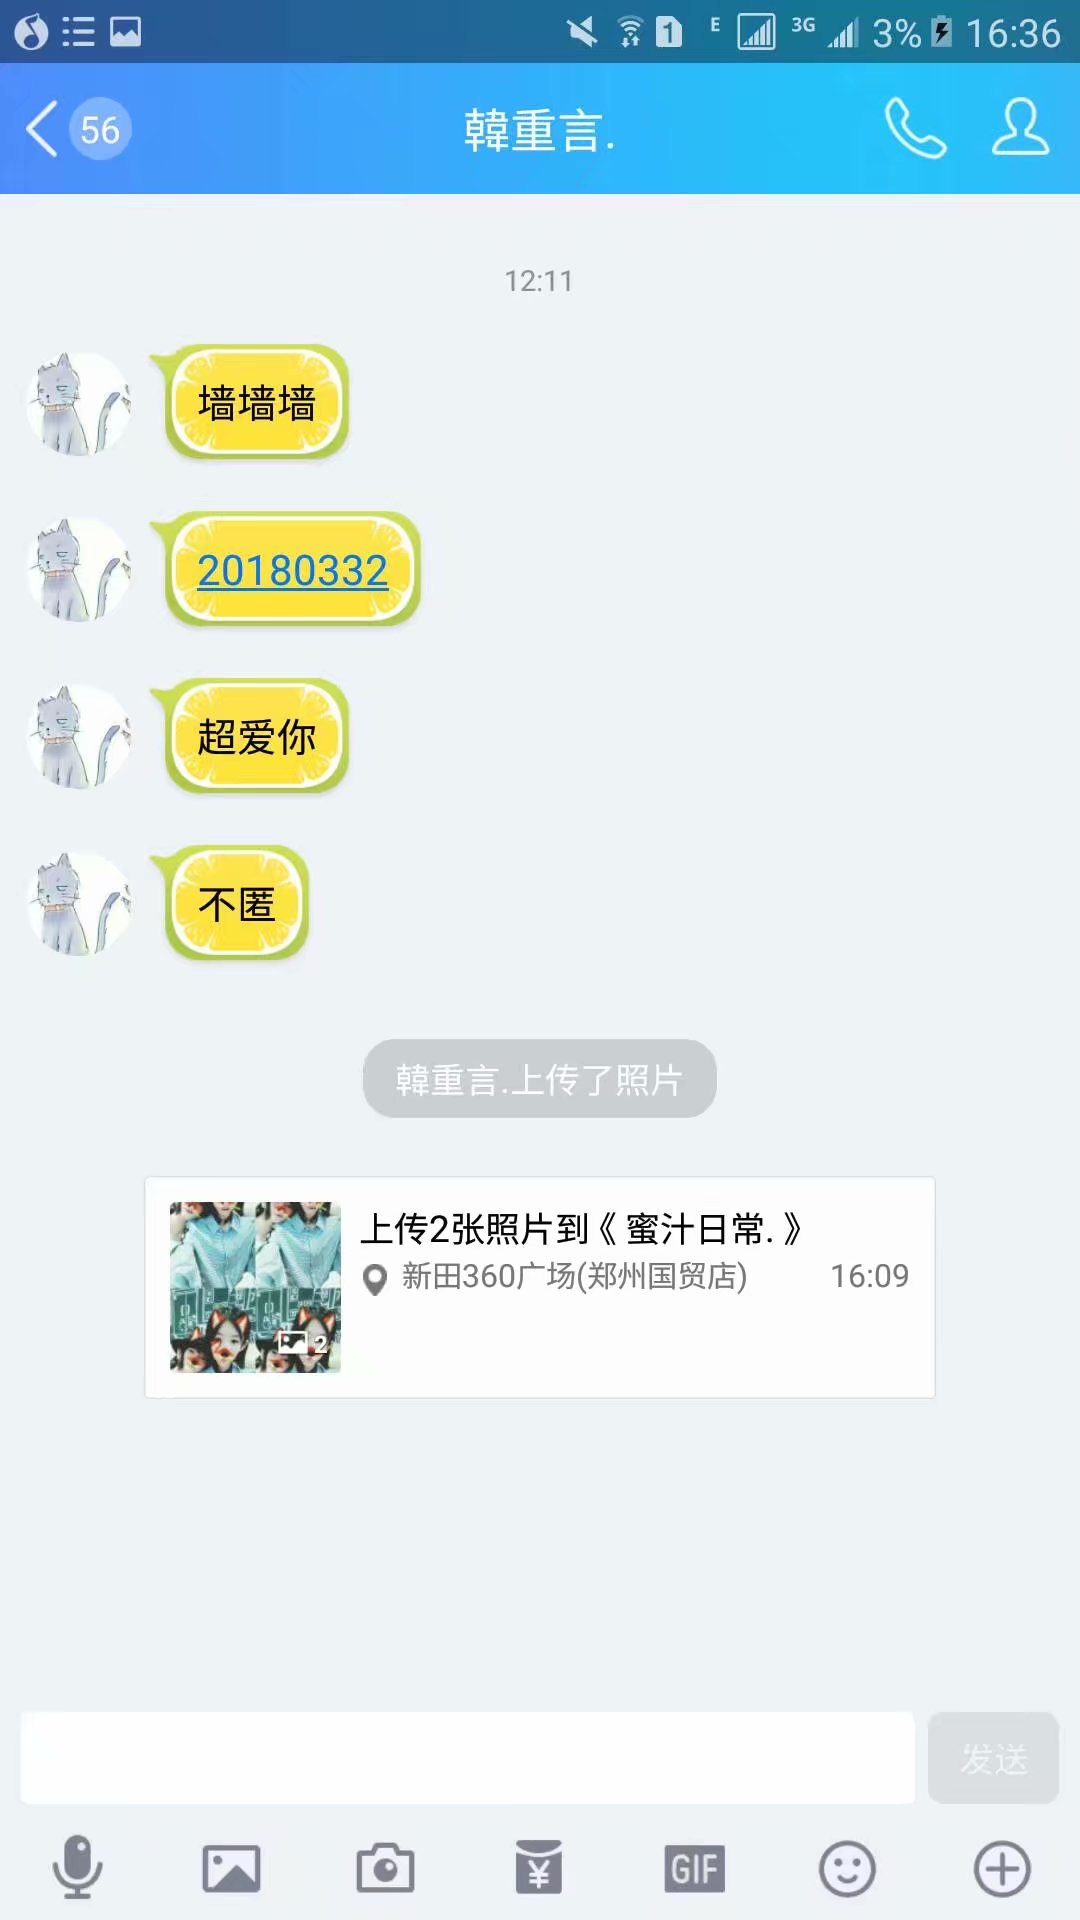 1 E 3G 3% 16:36
56 韓重言.
12:11
墙墙墙
20180332
超爱你
不匿
韓重言.上传了照片
上传2张照片到《蜜汁日常.》
新田360广场(郑州国贸店) 16:09
2
发送
¥ GIF